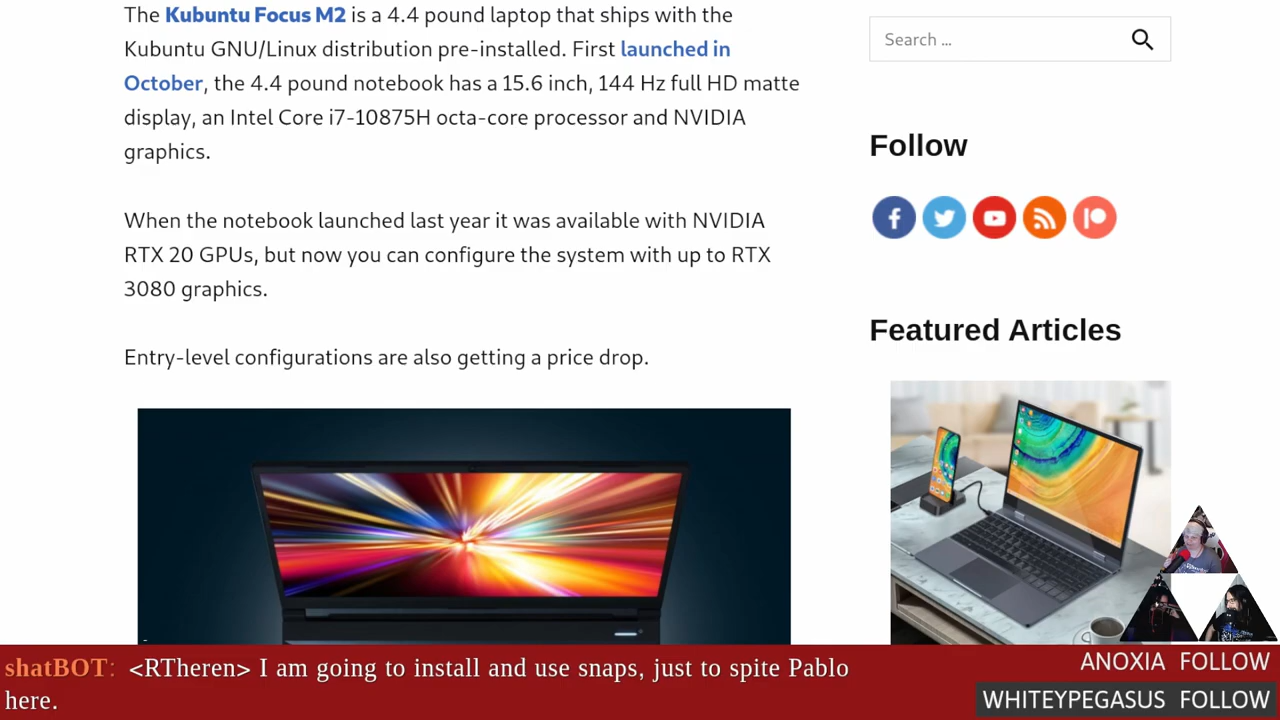 The Kubuntu Focus M2 is a 4.4 pound laptop that ships with the
Kubuntu GNU/Linux distribution pre-installed. First launched in
October, the 4.4 pound notebook has a 15.6 inch, 144 Hz full HD matte
display, an Intel Core i7-10875H octa-core processor and NVIDIA
graphics.
When the notebook launched last year it was available with NVIDIA
RTX 20 GPUs, but now you can configure the system with up to RTX
3080 graphics.
Entry-level configurations are also getting a price drop.
Search ...
Follow
Featured Articles
shatBOT: <RTheren> I am going to install and use snaps, just to spite Pablo
here.
ANOXIA FOLLOW
WHITEYPEGASUS FOLLOW